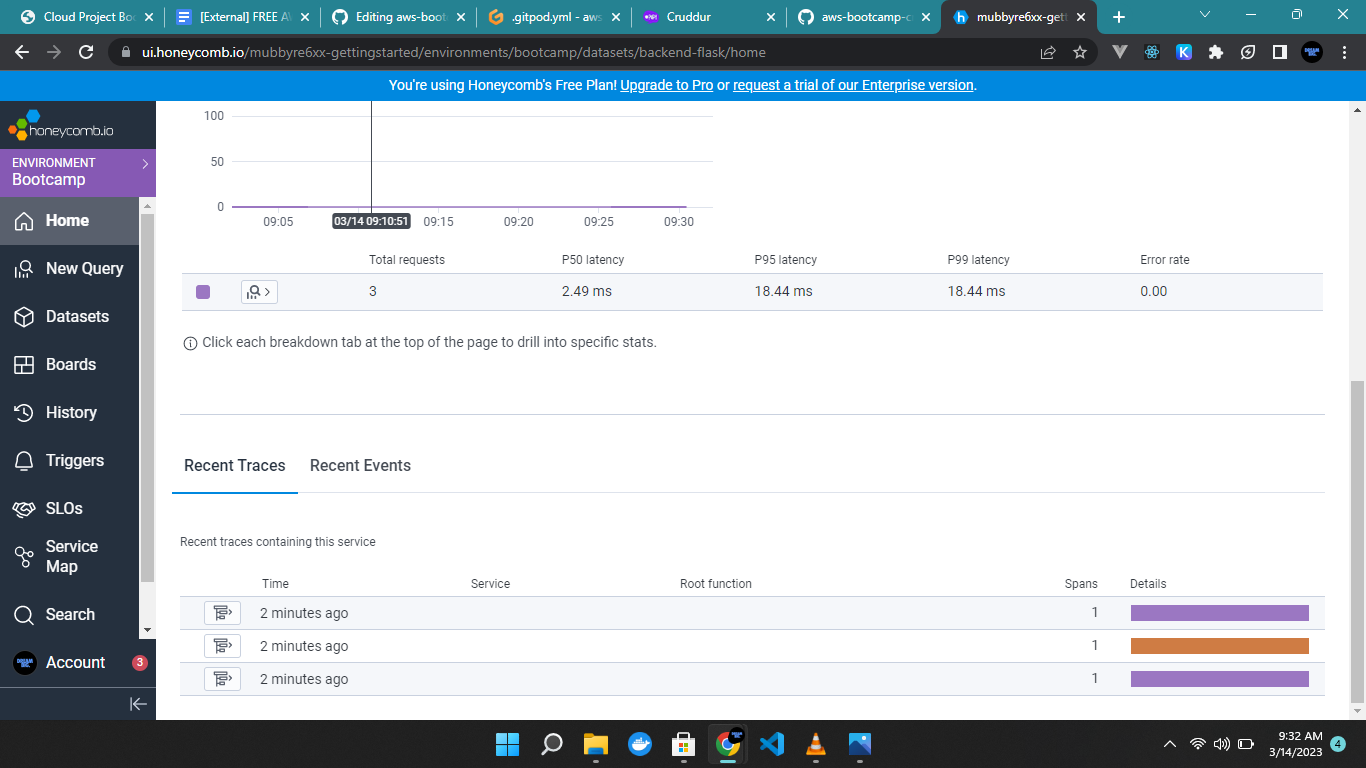 Cloud Project Boo
[External] FREE AW
Editing aws-boot
.gitpod.yml - aws
Cruddur
aws-bootcamp-c
mubbyre6xx-gett
ui.honeycomb.io/mubbyre6xx-gettingstarted/environments/bootcamp/datasets/backend-flask/home
You're using Honeycomb's Free Plan! Upgrade to Pro or request a trial of our Enterprise version.
honeycomb.io
ENVIRONMENT
Bootcamp
Home
New Query
Datasets
Boards
History
Triggers
SLOs
Service
Map
Search
Account 3
100
50
0
09:05 03/14 09:10:51 09:15 09:20 09:25 09:30
Total requests P50 latency P95 latency P99 latency Error rate
3 2.49 ms 18.44 ms 18.44 ms 0.00
Click each breakdown tab at the top of the page to drill into specific stats.
Recent Traces Recent Events
Recent traces containing this service
Time Service Root function Spans Details
2 minutes ago 1
2 minutes ago 1
2 minutes ago 1
9:32 AM
3/14/2023 4